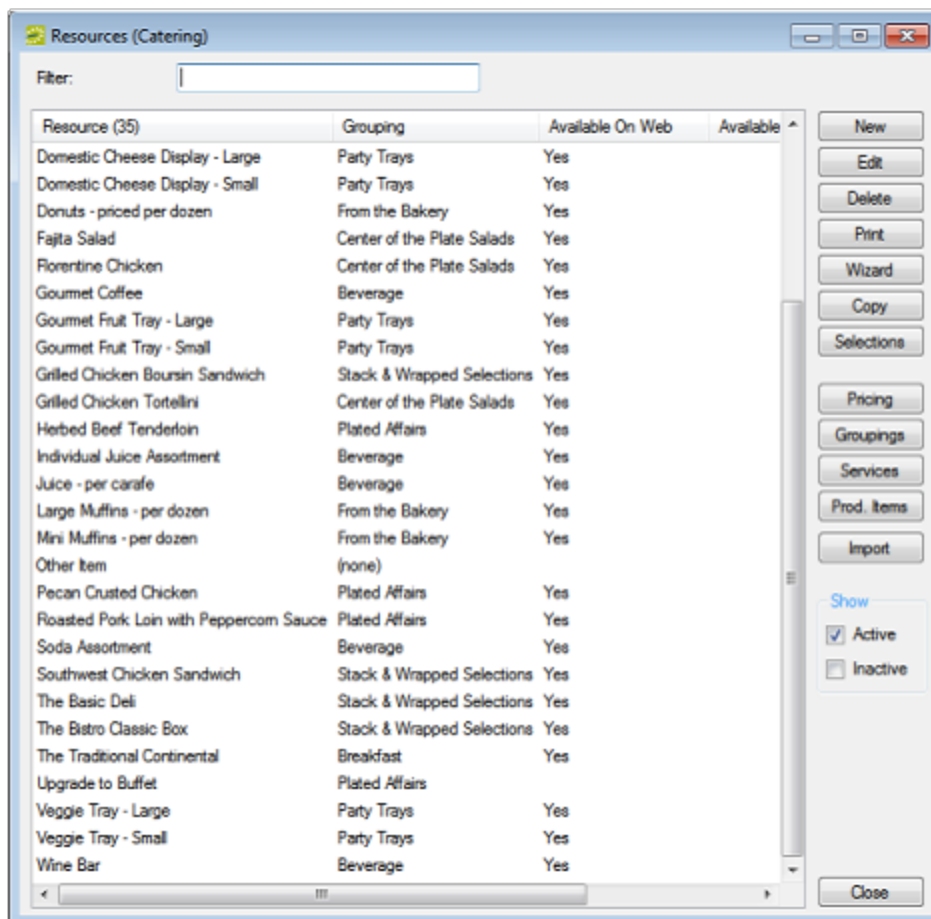 Resources (Catering)
Filter:
Resource (35) Grouping Available On Web Available
Domestic Cheese Display - Large Party Trays Yes
Domestic Cheese Display - Small Party Trays Yes
Donuts - priced per dozen From the Bakery Yes
Fajita Salad Center of the Plate Salads Yes
Florentine Chicken Center of the Plate Salads Yes
Gourmet Coffee Beverage Yes
Gourmet Fruit Tray - Large Party Trays Yes
Gourmet Fruit Tray - Small Party Trays Yes
Grilled Chicken Boursin Sandwich Stack & Wrapped Selections Yes
Grilled Chicken Tortellini Center of the Plate Salads Yes
Herbed Beef Tenderloin Plated Affairs Yes
Individual Juice Assortment Beverage Yes
Juice - per carafe Beverage Yes
Large Muffins - per dozen From the Bakery Yes
Mini Muffins - per dozen From the Bakery Yes
Other Item (none)
Pecan Crusted Chicken Plated Affairs Yes
Roasted Pork Loin with Peppercorn Sauce Plated Affairs Yes
Soda Assortment Beverage Yes
Southwest Chicken Sandwich Stack & Wrapped Selections Yes
The Basic Deli Stack & Wrapped Selections Yes
The Bistro Classic Box Stack & Wrapped Selections Yes
The Traditional Continental Breakfast Yes
Upgrade to Buffet Plated Affairs
Veggie Tray - Large Party Trays Yes
Veggie Tray - Small Party Trays Yes
Wine Bar Beverage Yes
New
Edit
Delete
Print
Wizard
Copy
Selections
Pricing
Groupings
Services
Prod. Items
Import
Show
Active
Inactive
Close